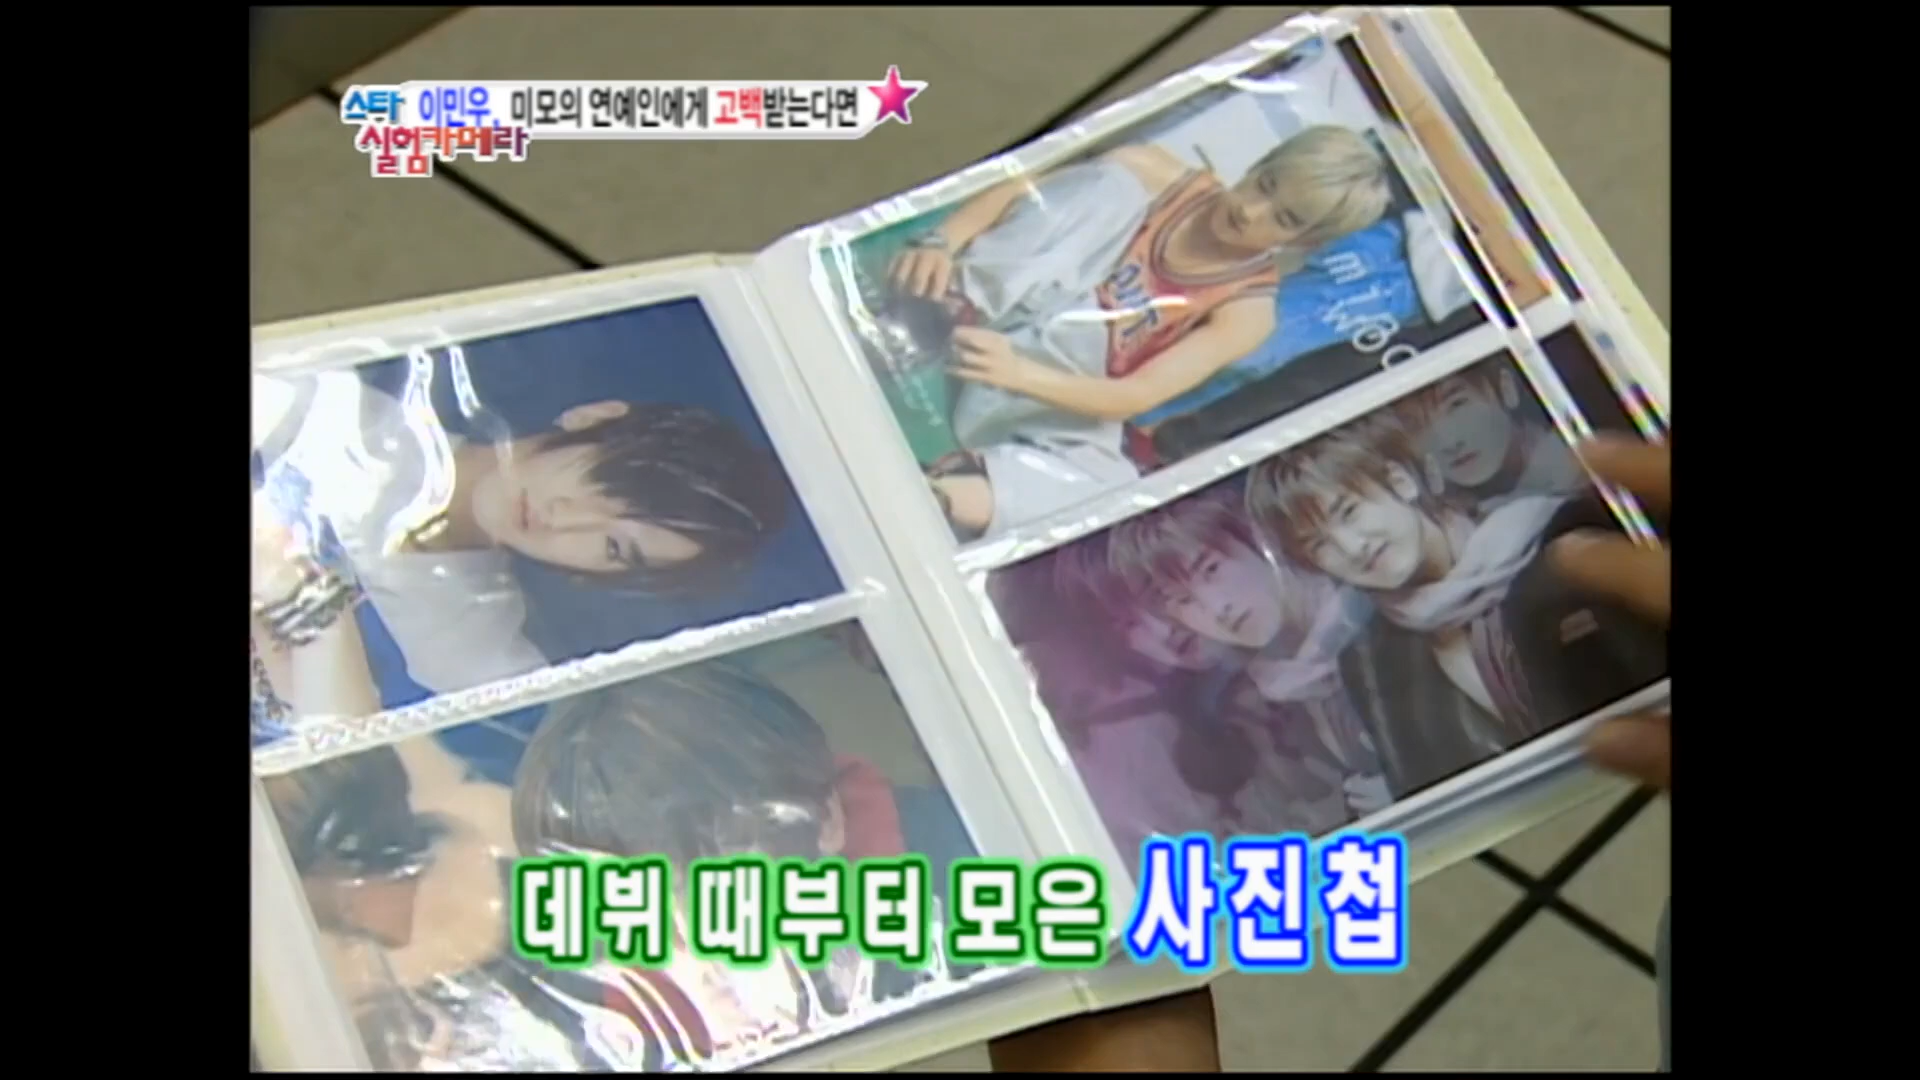 스타 이민우, 미모의 연예인에게 고백받는다면
실험카메라
minwoo
데뷔 때부터 모은 사진첩